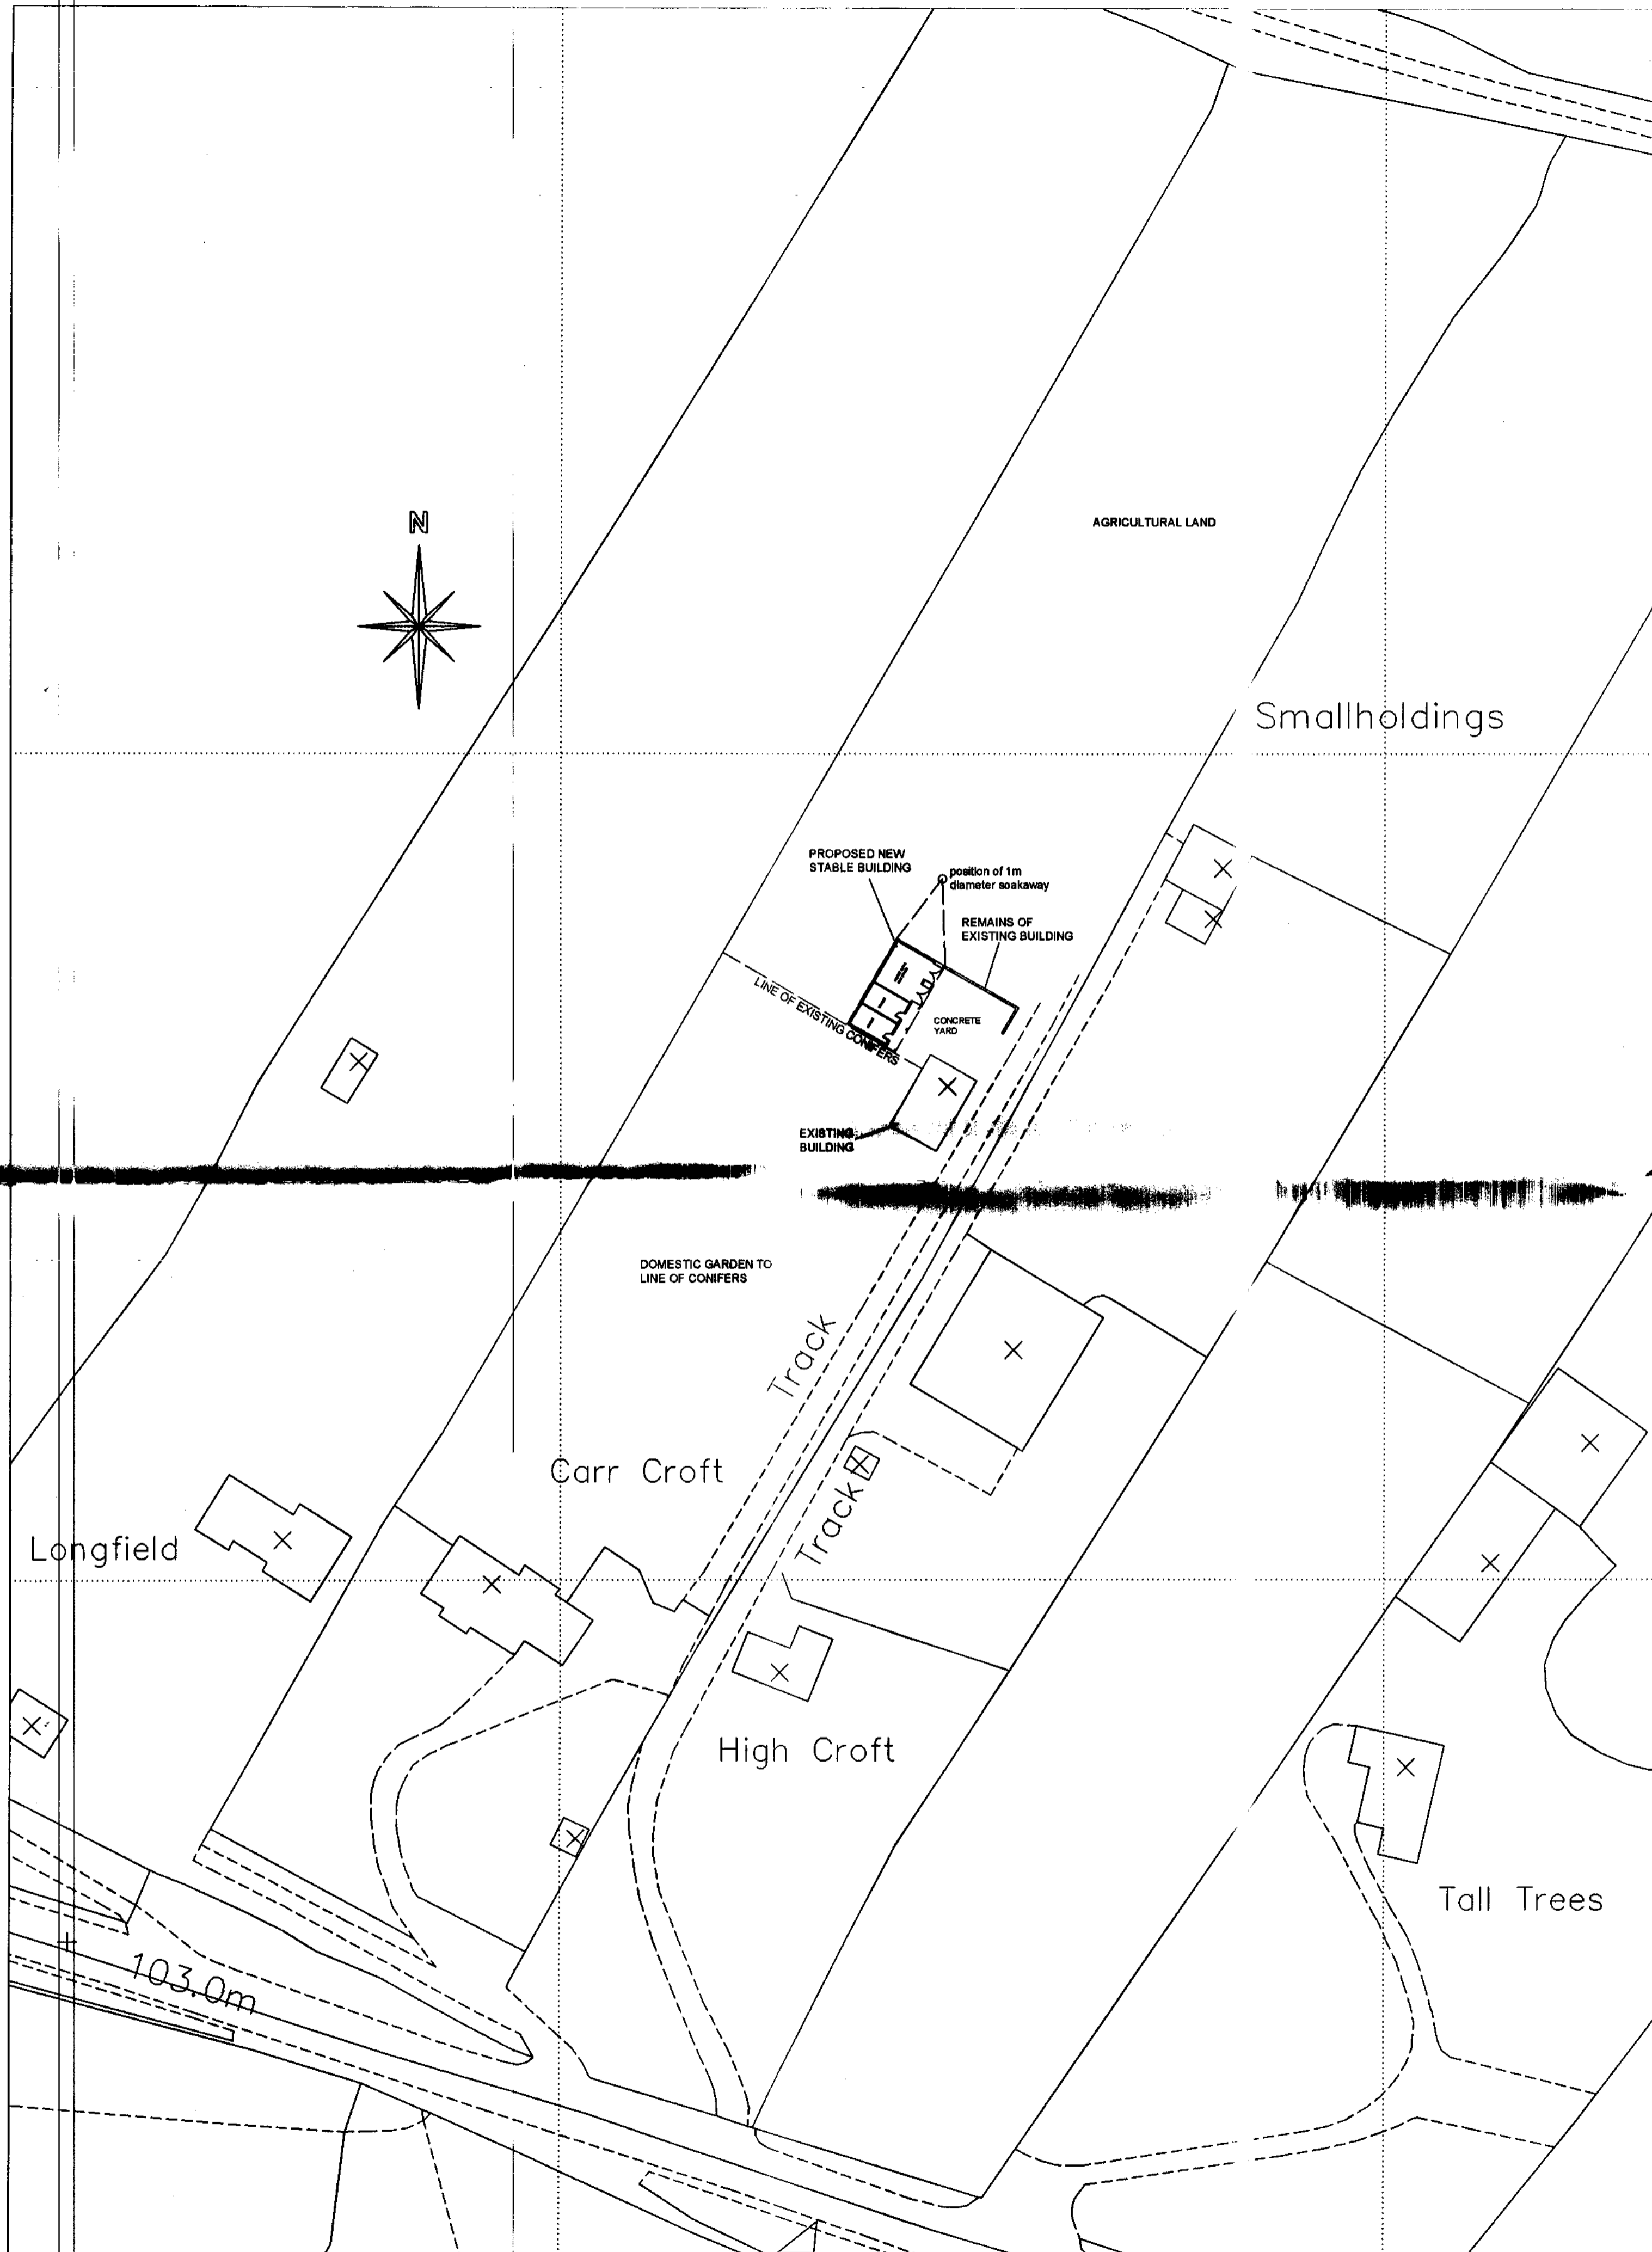 N
AGRICULTURAL LAND
Smallholdings
PROPOSED NEW
STABLE BUILDING
position of 1m
diameter soakaway
REMAINS OF
EXISTING BUILDING
LINE OF EXISTING CONIFERS
CONCRETE
YARD
EXISTING
BUILDING
DOMESTIC GARDEN TO
LINE OF CONIFERS
Track
Carr Croft
Track
Longfield
High Croft
Tall Trees
103.0m